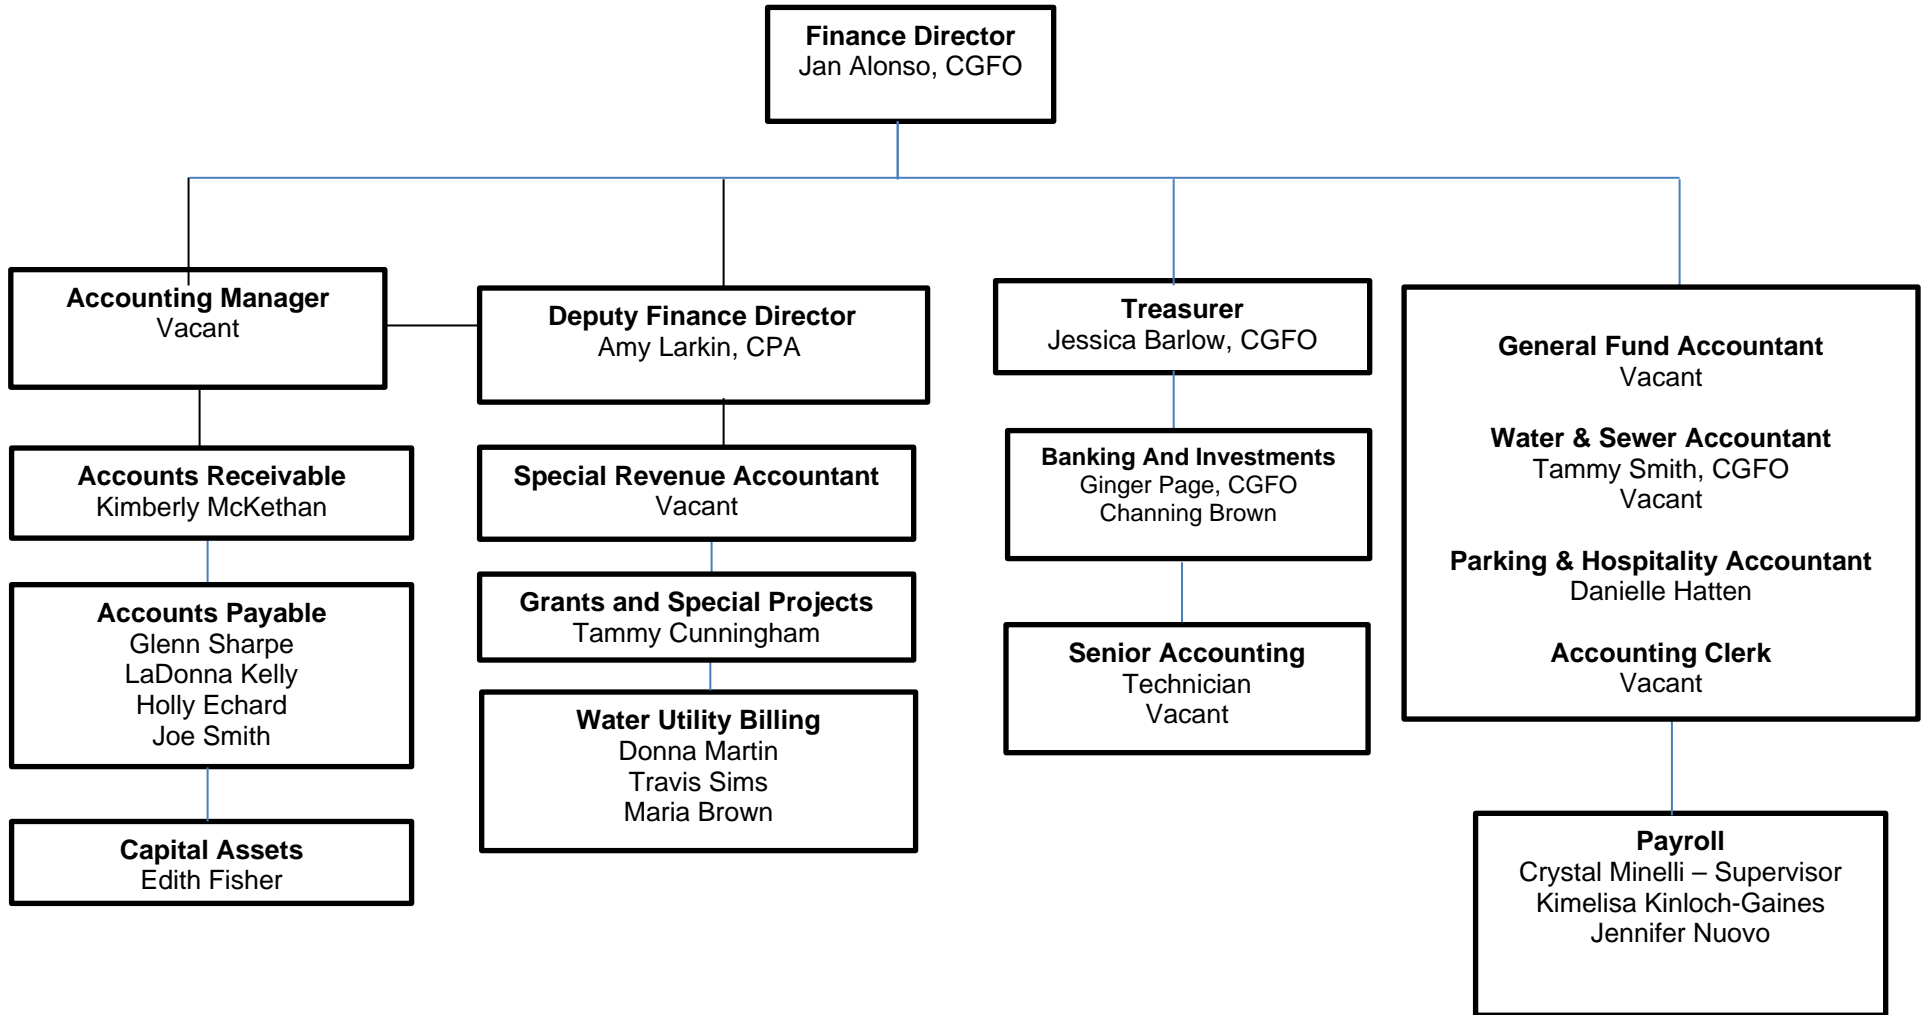 Finance Director
Jan Alonso, CGFO
Accounting Manager
Vacant
Accounts Receivable
Kimberly McKethan
Accounts Payable
Glenn Sharpe
LaDonna Kelly
Holly Echard
Joe Smith
Capital Assets
Edith Fisher
Deputy Finance Director
Amy Larkin, CPA
Special Revenue Accountant
Vacant
Grants and Special Projects
Tammy Cunningham
Water Utility Billing
Donna Martin
Travis Sims
Maria Brown
Treasurer
Jessica Barlow, CGFO
Banking And Investments
Ginger Page, CGFO
Channing Brown
Senior Accounting
Technician
Vacant
General Fund Accountant
Vacant
Water & Sewer Accountant
Tammy Smith, CGFO
Vacant
Parking & Hospitality Accountant
Danielle Hatten
Accounting Clerk
Vacant
Payroll
Crystal Minelli – Supervisor
Kimelisa Kinloch-Gaines
Jennifer Nuovo